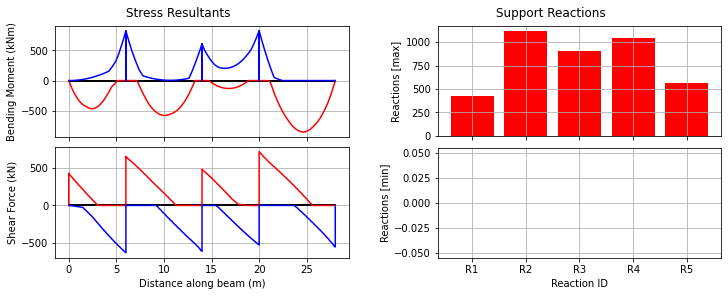 Stress Resultants
Bending Moment (kNm)
500
0
−500
Shear Force (kN)
500
0
−500
0 5 10 15 20 25
Distance along beam (m)
Support Reactions
Reactions [max]
1000
750
500
250
0
Reactions [min]
0.050
0.025
0.000
−0.025
−0.050
R1 R2 R3 R4 R5
Reaction ID